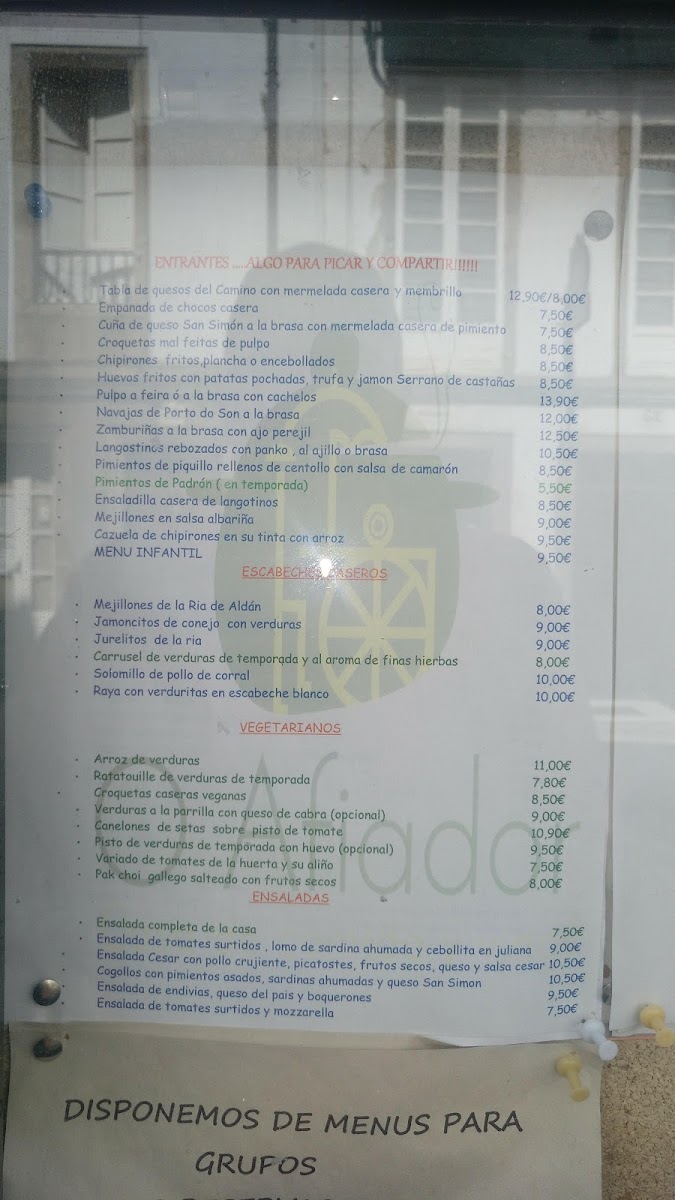 ENTRANTES .....ALGO PARA PICAR Y COMPARTIR!!!!!!
Tabla de quesos del Camino con mermelada casera y membrillo 12,90€/8,00€
Empanada de chocos casera 7,50€
Cuña de queso San Simón a la brasa con mermelada casera de pimiento 7,50€
Croquetas mal feitas de pulpo 8,50€
Chipirones fritos,plancha o encebollados 8,50€
Huevos fritos con patatas pochadas, trufa y jamon Serrano de castañas 8,50€
Pulpo a feira ó a la brasa con cachelos 13,90€
Navajas de Porto do Son a la brasa 12,00€
Zamburiñas a la brasa con ajo perejil 12,50€
Langostinos rebozados con panko , al ajillo o brasa 10,50€
Pimientos de piquillo rellenos de centollo con salsa de camarón 8,50€
Pimientos de Padrón ( en temporada) 5,50€
Ensaladilla casera de langotinos 8,50€
Mejillones en salsa albariña 9,00€
Cazuela de chipirones en su tinta con arroz 9,50€
MENU INFANTIL 9,50€
ESCABECHES CASEROS
Mejillones de la Ria de Aldán 8,00€
Jamoncitos de conejo con verduras 9,00€
Jurelitos de la ria 9,00€
Carrusel de verduras de temporada y al aroma de finas hierbas 8,00€
Solomillo de pollo de corral 10,00€
Raya con verduritas en escabeche blanco 10,00€
VEGETARIANOS
Arroz de verduras 11,00€
Ratatouille de verduras de temporada 7,80€
Croquetas caseras veganas 8,50€
Verduras a la parrilla con queso de cabra (opcional) 9,00€
Canelones de setas sobre pisto de tomate 10,90€
Pisto de verduras de temporada con huevo (opcional) 9,50€
Variado de tomates de la huerta y su aliño 7,50€
Pak choi gallego salteado con frutos secos 8,00€
O Afiador
ENSALADAS
Ensalada completa de la casa 7,50€
Ensalada de tomates surtidos , lomo de sardina ahumada y cebollita en juliana 9,00€
Ensalada Cesar con pollo crujiente, picatostes, frutos secos, queso y salsa cesar 10,50€
Cogollos con pimientos asados, sardinas ahumadas y queso San Simon 10,50€
Ensalada de endivias, queso del pais y boquerones 9,50€
Ensalada de tomates surtidos y mozzarella 7,50€
DISPONEMOS DE MENUS PARA
GRUPOS